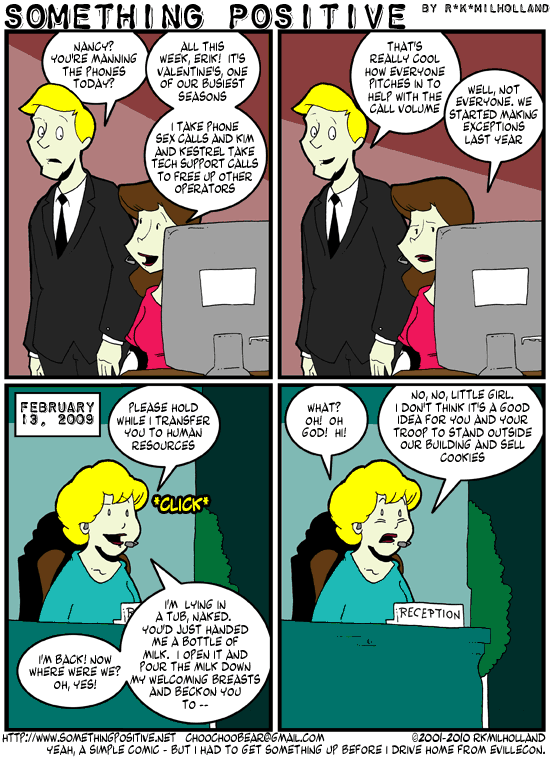 SOMETHING POSITIVE BY R*K*MILHOLLAND
NANCY?
YOU'RE MANNING
THE PHONES
TODAY?
ALL THIS
WEEK, ERIK! IT'S
VALENTINE'S, ONE
OF OUR BUSIEST
SEASONS
I TAKE PHONE
SEX CALLS AND KIM
AND KESTREL TAKE
TECH SUPPORT CALLS
TO FREE UP OTHER
OPERATORS
THAT'S
REALLY COOL
HOW EVERYONE
PITCHES IN TO
HELP WITH THE
CALL VOLUME
WELL, NOT
EVERYONE. WE
STARTED MAKING
EXCEPTIONS
LAST YEAR
FEBRUARY
13, 2009
PLEASE HOLD
WHILE I TRANSFER
YOU TO HUMAN
RESOURCES
*CLICK*
I'M BACK! NOW
WHERE WERE WE?
OH, YES!
I'M LYING IN
A TUB, NAKED.
YOU'D JUST HANDED
ME A BOTTLE OF
MILK. I OPEN IT AND
POUR THE MILK DOWN
MY WELCOMING BREASTS
AND BECKON YOU
TO --
R
WHAT?
OH! OH
GOD! HI!
NO, NO, LITTLE GIRL.
I DON'T THINK IT'S A GOOD
IDEA FOR YOU AND YOUR
TROOP TO STAND OUTSIDE
OUR BUILDING AND SELL
COOKIES
RECEPTION
HTTP://WWW.SOMETHINGPOSITIVE.NET CHOOCHOOBEAR@GMAIL.COM ©2001-2010 RKMILHOLLAND
YEAH, A SIMPLE COMIC - BUT I HAD TO GET SOMETHING UP BEFORE I DRIVE HOME FROM EVILLECON.